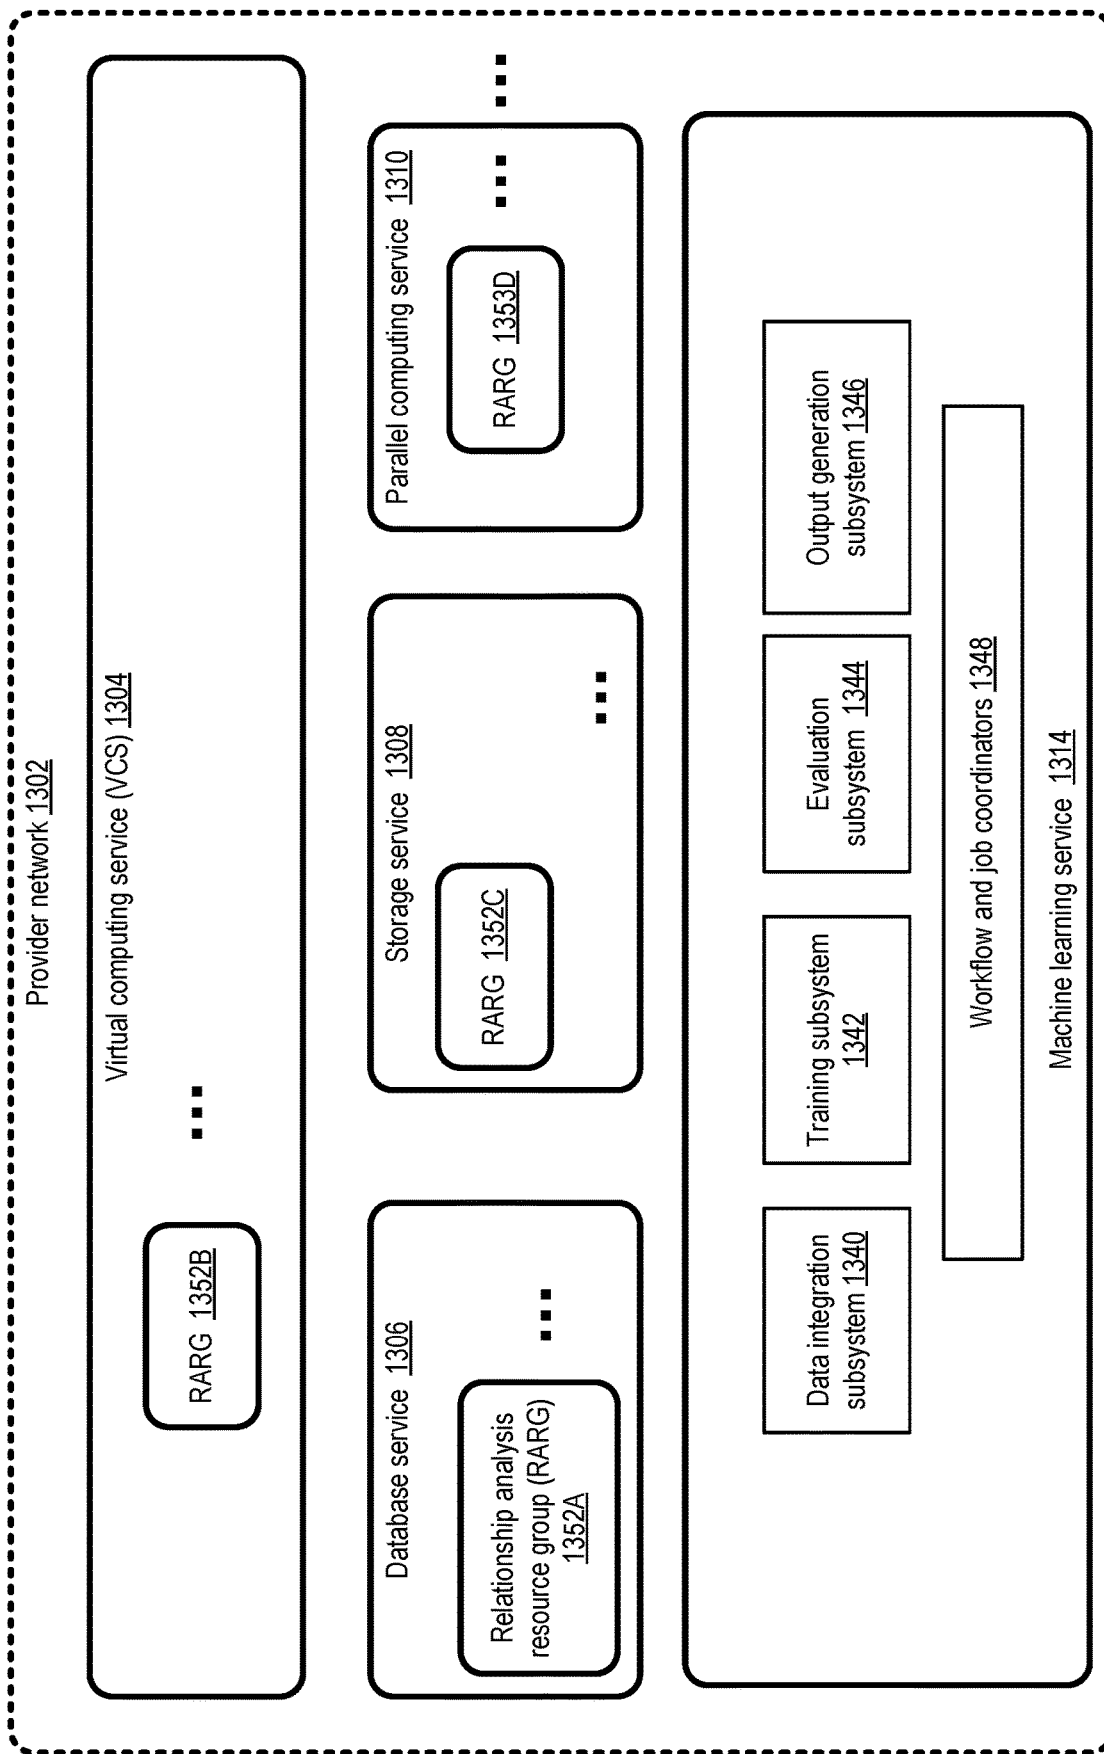 Provider network 1302
Virtual computing service (VCS) 1304
RARG 1352B
Database service 1306
Relationship analysis
resource group (RARG)
1352A
Storage service 1308
RARG 1352C
Parallel computing service 1310
RARG 1353D
Data integration
subsystem 1340
Training subsystem
1342
Evaluation
subsystem 1344
Output generation
subsystem 1346
Workflow and job coordinators 1348
Machine learning service 1314